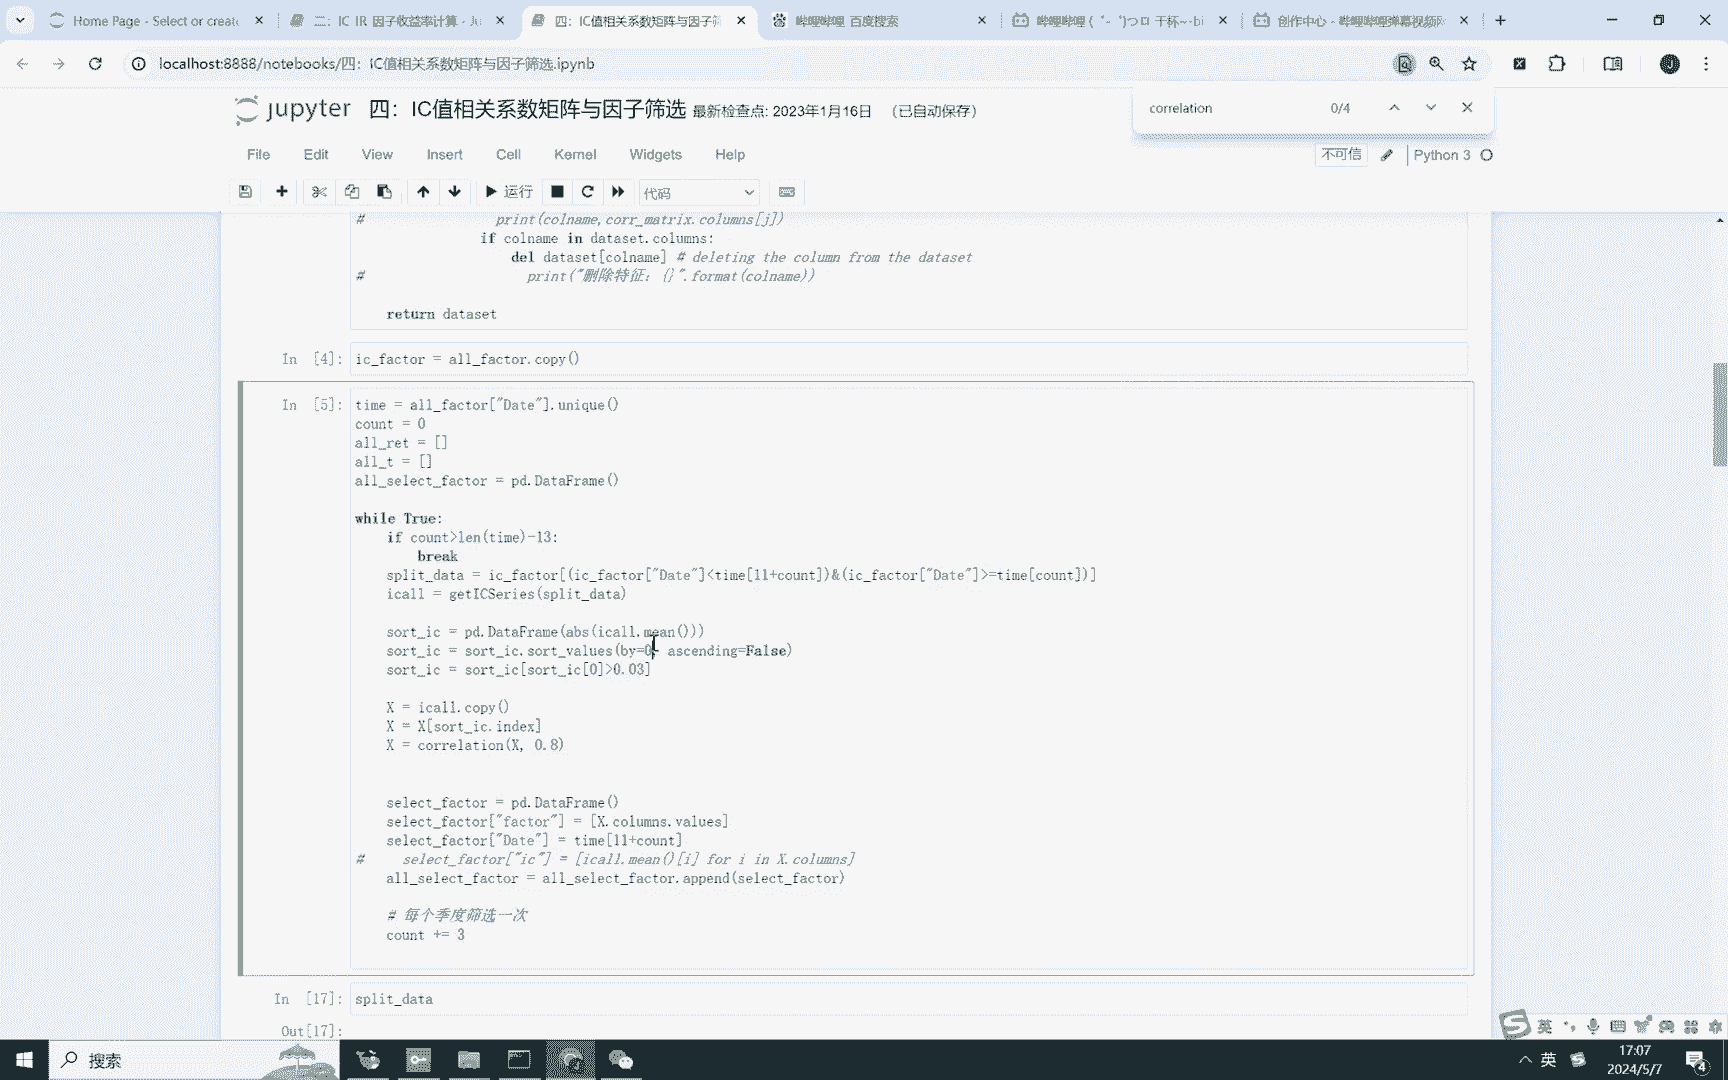 Home Page - Select or create
二：IC IR 因子收益率计算 - Ju
四：IC值相关系数矩阵与因子筛
哔哩哔哩_百度搜索
哔哩哔哩 (゜-゜)つロ 干杯~-bi
创作中心 - 哔哩哔哩弹幕视频网
localhost:8888/notebooks/四：IC值相关系数矩阵与因子筛选.ipynb
jupyter 四：IC值相关系数矩阵与因子筛选 最新检查点: 2023年1月16日 (已自动保存)
correlation 0/4
File Edit View Insert Cell Kernel Widgets Help
不可信 Python 3
运行 代码
# print(colname,corr_matrix.columns[j])
if colname in dataset.columns:
del dataset[colname] # deleting the column from the dataset
# print("删除特征: {}".format(colname))
return dataset
In [4]: ic_factor = all_factor.copy()
In [5]: time = all_factor["Date"].unique()
count = 0
all_ret = []
all_t = []
all_select_factor = pd.DataFrame()
while True:
if count>len(time)-13:
break
split_data = ic_factor[(ic_factor["Date"]<time[11+count])&(ic_factor["Date"]>=time[count])]
icall = getICSeries(split_data)
sort_ic = pd.DataFrame(abs(icall.mean()))
sort_ic = sort_ic.sort_values(by=0, ascending=False)
sort_ic = sort_ic[sort_ic[0]>0.03]
X = icall.copy()
X = X[sort_ic.index]
X = correlation(X, 0.8)
select_factor = pd.DataFrame()
select_factor["factor"] = [X.columns.values]
select_factor["Date"] = time[11+count]
# select_factor["ic"] = [icall.mean()[i] for i in X.columns]
all_select_factor = all_select_factor.append(select_factor)
# 每个季度筛选一次
count += 3
In [17]: split_data
Out[17]:
英
搜索
英
17:07
2024/5/7
4